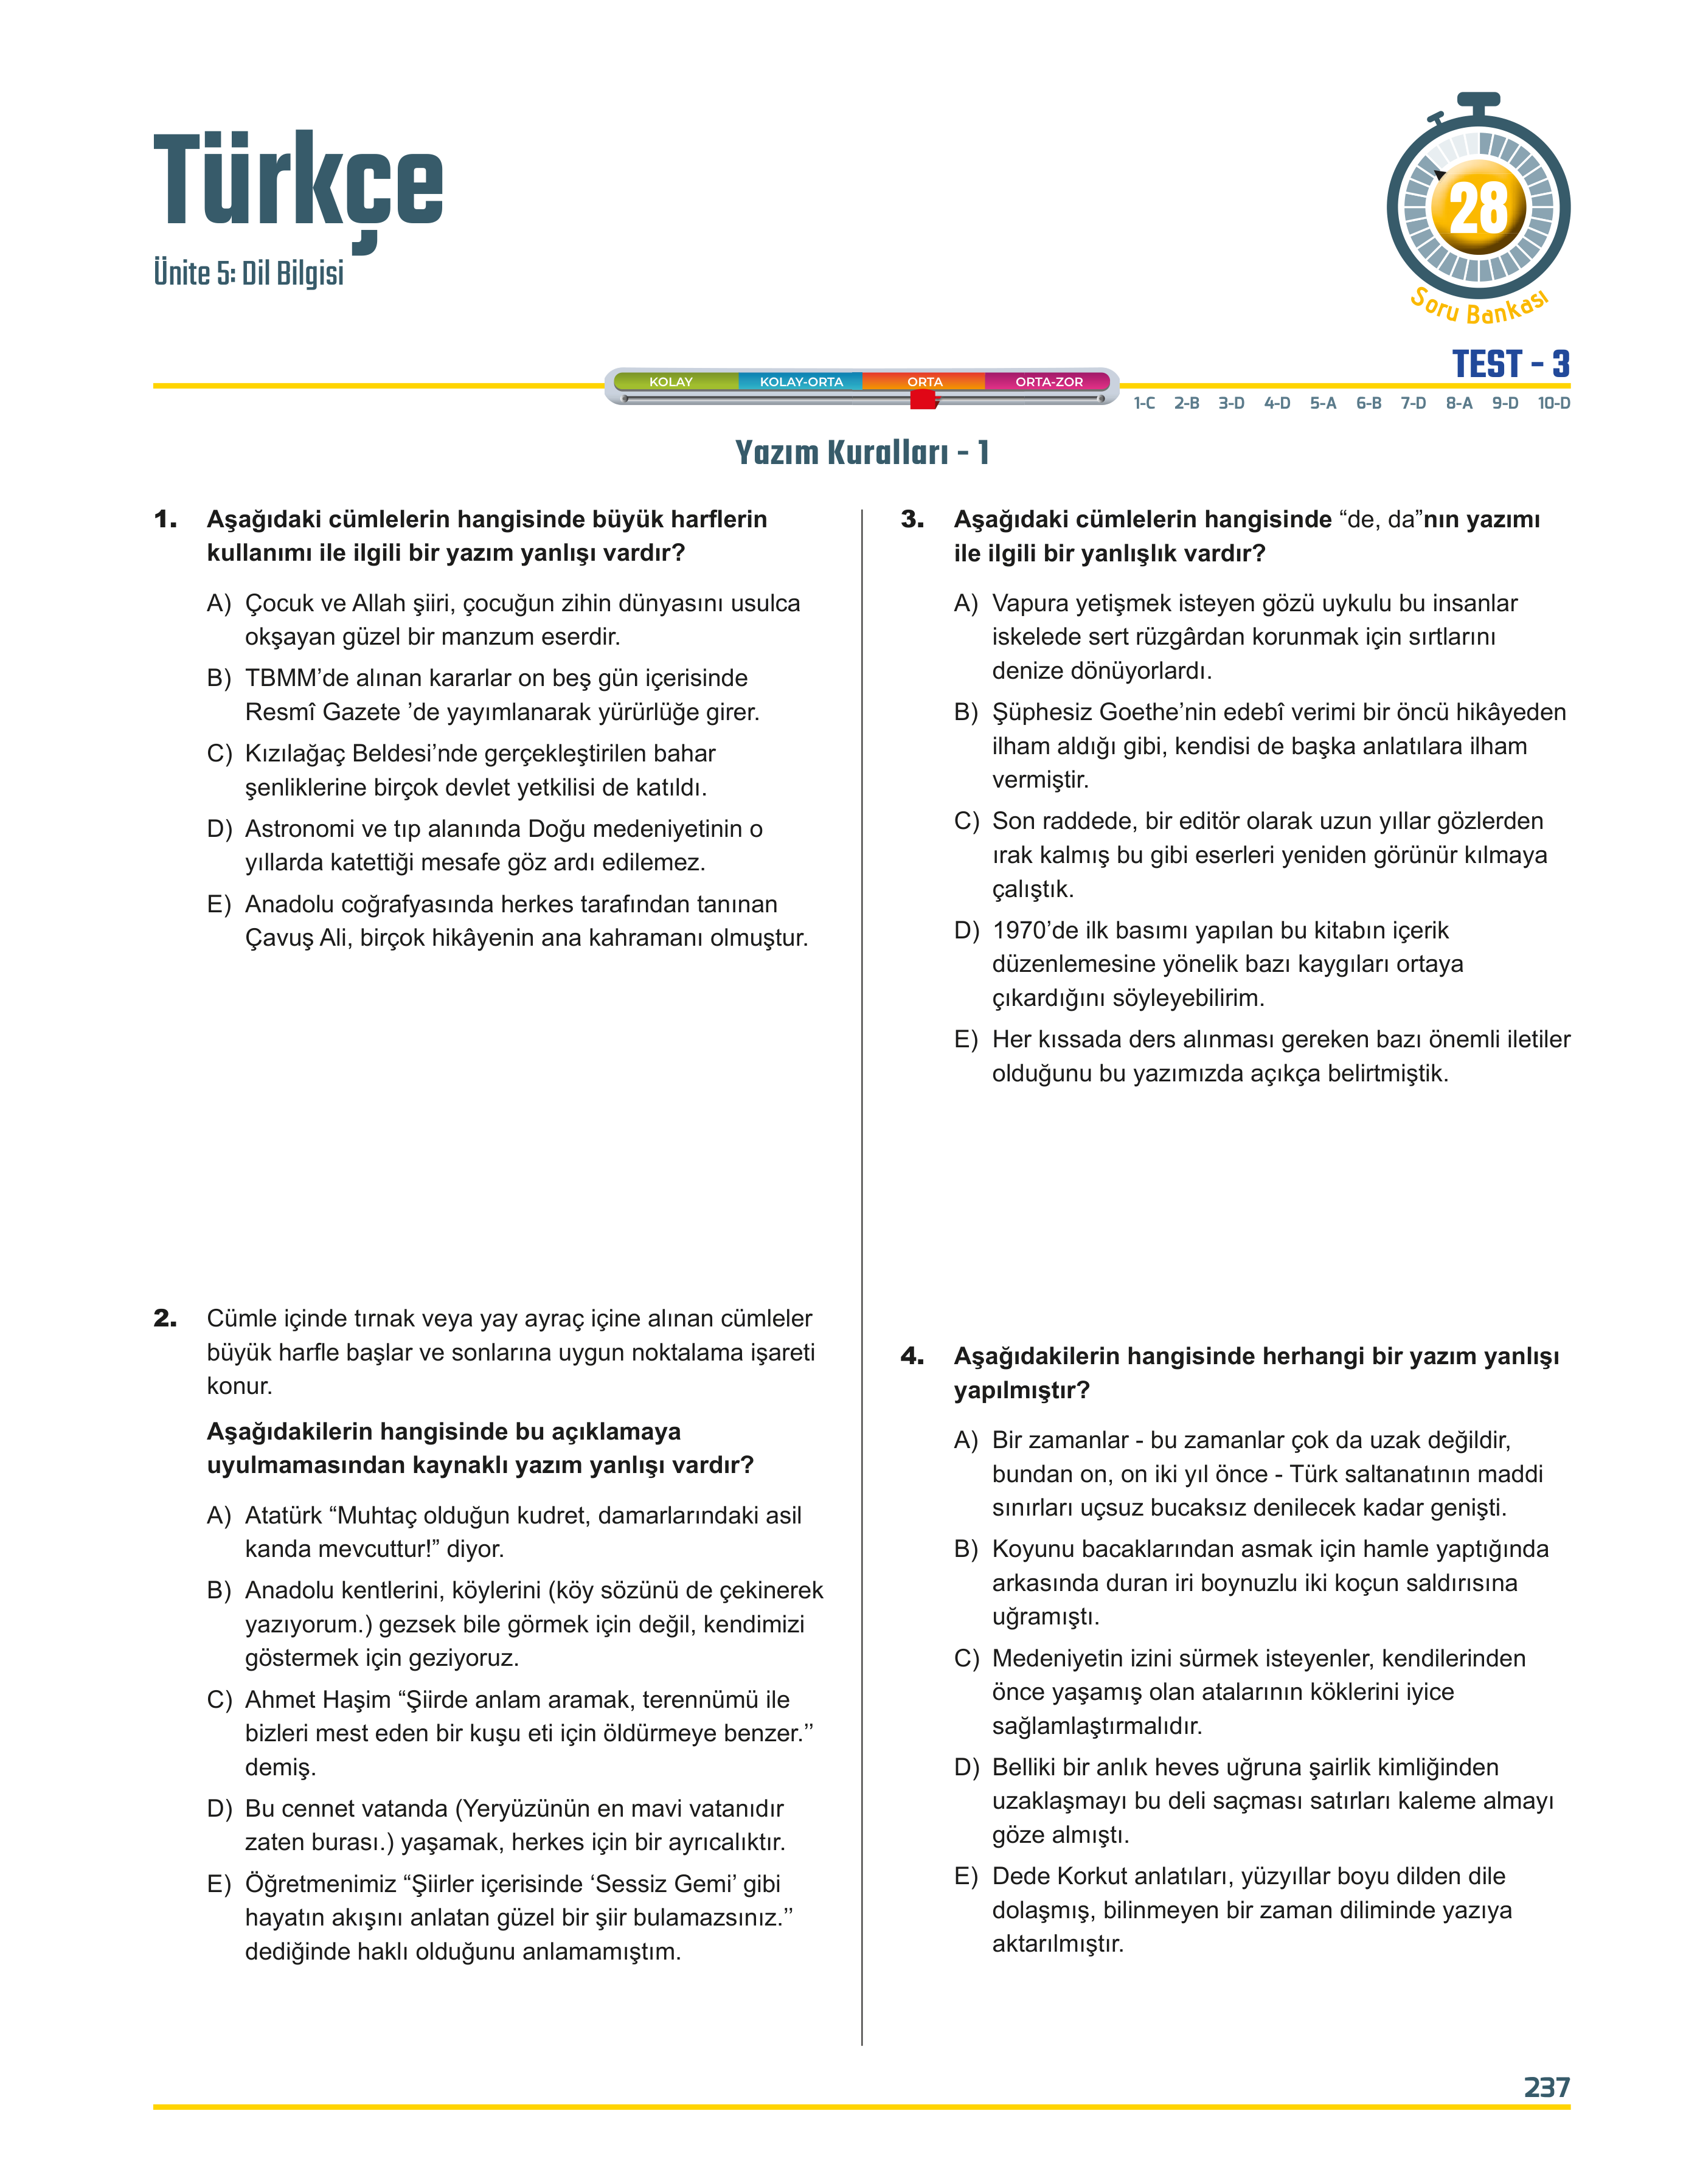 Türkçe
Ünite 5: Dil Bilgisi
28
Soru Bankası
TEST - 3
KOLAY KOLAY-ORTA ORTA ORTA-ZOR
1-C 2-B 3-D 4-D 5-A 6-B 7-D 8-A 9-D 10-D
Yazım Kuralları - 1
1. Aşağıdaki cümlelerin hangisinde büyük harflerin
kullanımı ile ilgili bir yazım yanlışı vardır?
A) Çocuk ve Allah şiiri, çocuğun zihin dünyasını usulca
okşayan güzel bir manzum eserdir.
B) TBMM’de alınan kararlar on beş gün içerisinde
Resmî Gazete ’de yayımlanarak yürürlüğe girer.
C) Kızılağaç Beldesi’nde gerçekleştirilen bahar
şenliklerine birçok devlet yetkilisi de katıldı.
D) Astronomi ve tıp alanında Doğu medeniyetinin o
yıllarda katettiği mesafe göz ardı edilemez.
E) Anadolu coğrafyasında herkes tarafından tanınan
Çavuş Ali, birçok hikâyenin ana kahramanı olmuştur.
2. Cümle içinde tırnak veya yay ayraç içine alınan cümleler
büyük harfle başlar ve sonlarına uygun noktalama işareti
konur.
Aşağıdakilerin hangisinde bu açıklamaya
uyulmamasından kaynaklı yazım yanlışı vardır?
A) Atatürk “Muhtaç olduğun kudret, damarlarındaki asil
kanda mevcuttur!” diyor.
B) Anadolu kentlerini, köylerini (köy sözünü de çekinerek
yazıyorum.) gezsek bile görmek için değil, kendimizi
göstermek için geziyoruz.
C) Ahmet Haşim “Şiirde anlam aramak, terennümü ile
bizleri mest eden bir kuşu eti için öldürmeye benzer.’’
demiş.
D) Bu cennet vatanda (Yeryüzünün en mavi vatanıdır
zaten burası.) yaşamak, herkes için bir ayrıcalıktır.
E) Öğretmenimiz “Şiirler içerisinde ‘Sessiz Gemi’ gibi
hayatın akışını anlatan güzel bir şiir bulamazsınız.’’
dediğinde haklı olduğunu anlamamıştım.
3. Aşağıdaki cümlelerin hangisinde “de, da”nın yazımı
ile ilgili bir yanlışlık vardır?
A) Vapura yetişmek isteyen gözü uykulu bu insanlar
iskelede sert rüzgârdan korunmak için sırtlarını
denize dönüyorlardı.
B) Şüphesiz Goethe’nin edebî verimi bir öncü hikâyeden
ilham aldığı gibi, kendisi de başka anlatılara ilham
vermiştir.
C) Son raddede, bir editör olarak uzun yıllar gözlerden
ırak kalmış bu gibi eserleri yeniden görünür kılmaya
çalıştık.
D) 1970’de ilk basımı yapılan bu kitabın içerik
düzenlemesine yönelik bazı kaygıları ortaya
çıkardığını söyleyebilirim.
E) Her kıssada ders alınması gereken bazı önemli iletiler
olduğunu bu yazımızda açıkça belirtmiştik.
4. Aşağıdakilerin hangisinde herhangi bir yazım yanlışı
yapılmıştır?
A) Bir zamanlar - bu zamanlar çok da uzak değildir,
bundan on, on iki yıl önce - Türk saltanatının maddi
sınırları uçsuz bucaksız denilecek kadar genişti.
B) Koyunu bacaklarından asmak için hamle yaptığında
arkasında duran iri boynuzlu iki koçun saldırısına
uğramıştı.
C) Medeniyetin izini sürmek isteyenler, kendilerinden
önce yaşamış olan atalarının köklerini iyice
sağlamlaştırmalıdır.
D) Belliki bir anlık heves uğruna şairlik kimliğinden
uzaklaşmayı bu deli saçması satırları kaleme almayı
göze almıştı.
E) Dede Korkut anlatıları, yüzyıllar boyu dilden dile
dolaşmış, bilinmeyen bir zaman diliminde yazıya
aktarılmıştır.
237